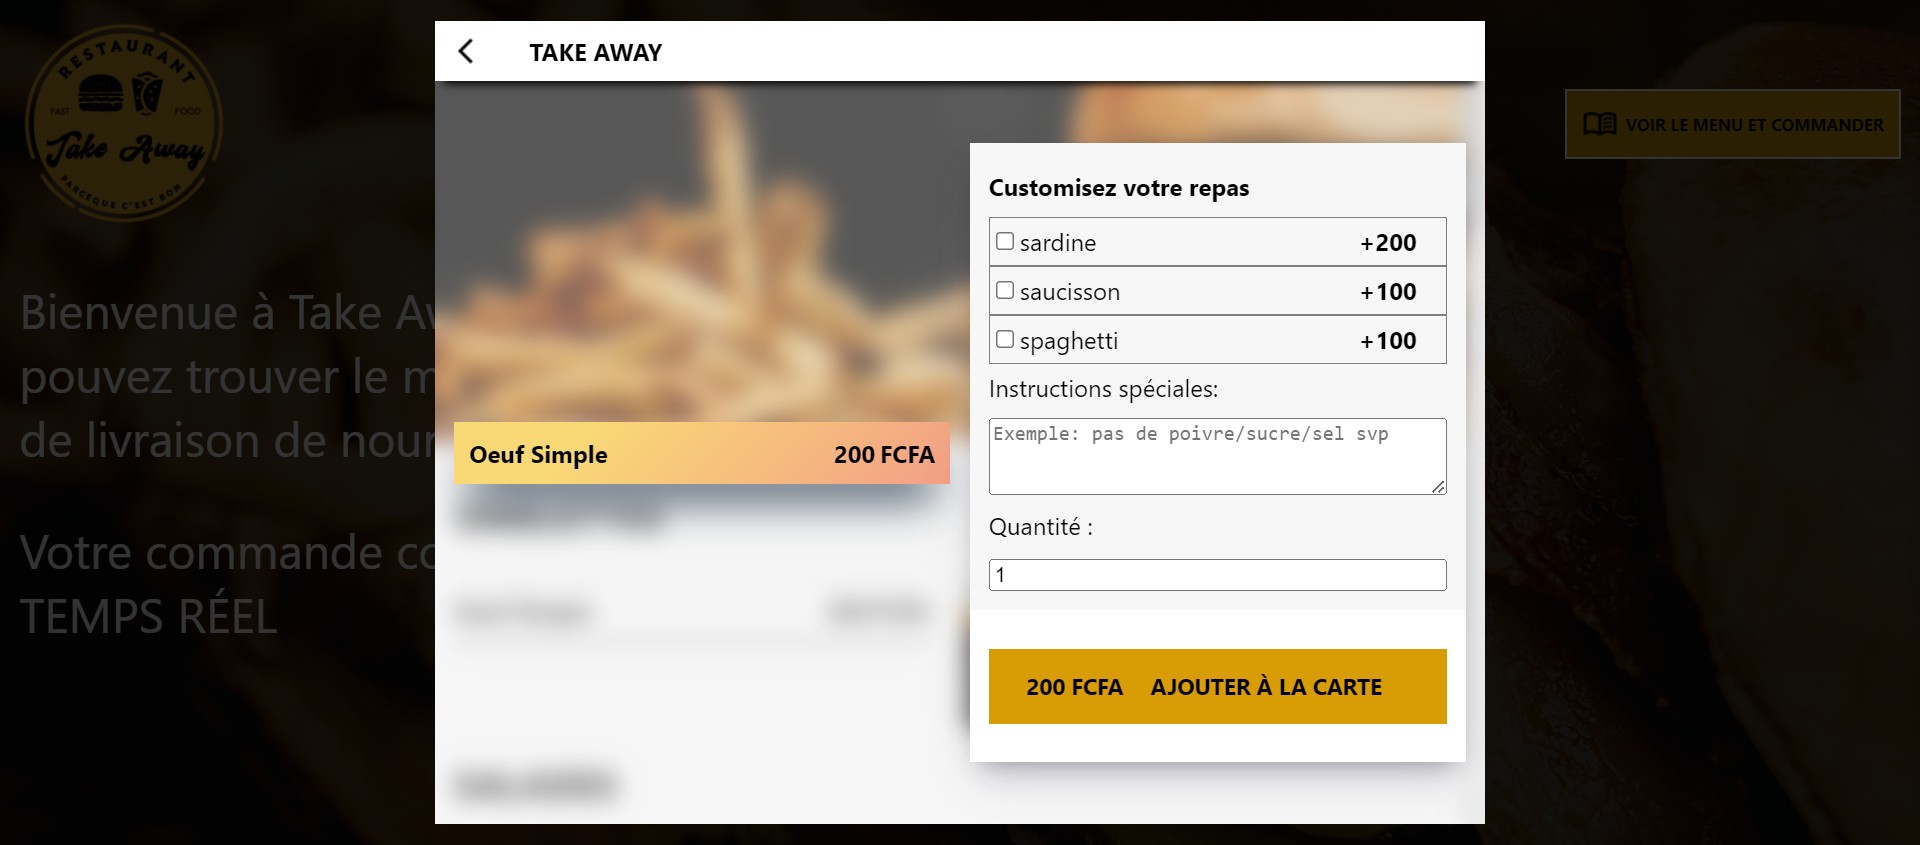 RESTAURANT
FAST
FOOD
Take Away
PARCEQUE C'EST BON
TAKE AWAY
VOIR LE MENU ET COMMANDER
Bienvenue à Take Aw
pouvez trouver le m
de livraison de nour
Votre commande co
TEMPS RÉEL
Oeuf Simple 200 FCFA
Customisez votre repas
sardine +200
saucisson +100
spaghetti +100
Instructions spéciales:
Exemple: pas de poivre/sucre/sel svp
Quantité :
1
200 FCFA AJOUTER À LA CARTE